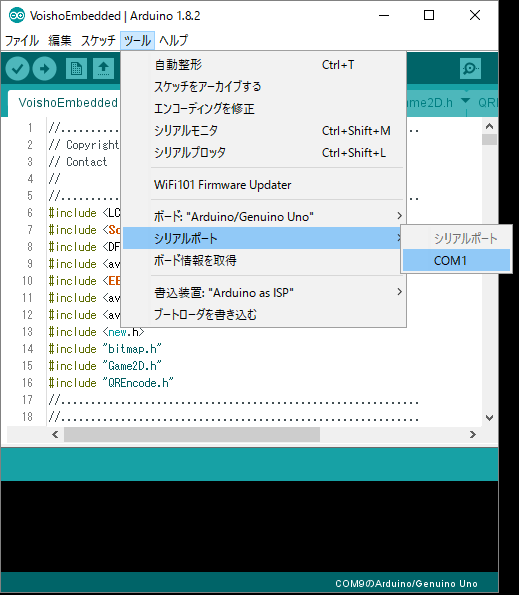 VoishoEmbedded | Arduino 1.8.2
ファイル 編集 スケッチ ツール ヘルプ
VoishoEmbedded
Game2D.h
QRE
自動整形 Ctrl+T
スケッチをアーカイブする
エンコーディングを修正
シリアルモニタ Ctrl+Shift+M
シリアルプロッタ Ctrl+Shift+L
WiFi101 Firmware Updater
ボード: "Arduino/Genuino Uno"
シリアルポート
ボード情報を取得
書込装置: "Arduino as ISP"
ブートローダを書き込む
シリアルポート
COM1
1 //
2 // Copyright
3 // Contact
4 //
5 //
6 #include <LC
7 #include <So
8 #include <DF
9 #include <av
10 #include <EE
11 #include <av
12 #include <av
13 #include <new.h>
14 #include "bitmap.h"
15 #include "Game2D.h"
16 #include "QREncode.h"
17 //............................................................
18 //............................................................
COM9のArduino/Genuino Uno